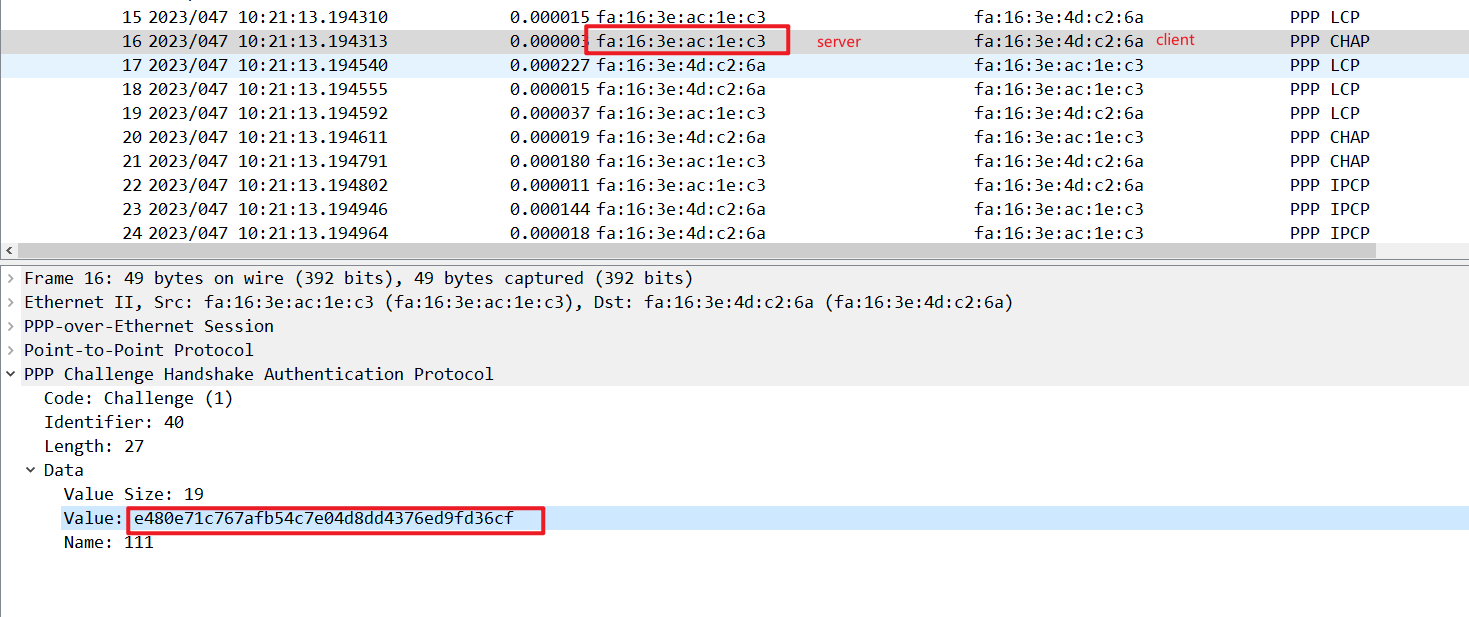 15 2023/047 10:21:13.194310 0.000015 fa:16:3e:ac:1e:c3 fa:16:3e:4d:c2:6a PPP LCP
16 2023/047 10:21:13.194313 0.000003 fa:16:3e:ac:1e:c3 server fa:16:3e:4d:c2:6a client PPP CHAP
17 2023/047 10:21:13.194540 0.000227 fa:16:3e:4d:c2:6a fa:16:3e:ac:1e:c3 PPP LCP
18 2023/047 10:21:13.194555 0.000015 fa:16:3e:4d:c2:6a fa:16:3e:ac:1e:c3 PPP LCP
19 2023/047 10:21:13.194592 0.000037 fa:16:3e:ac:1e:c3 fa:16:3e:4d:c2:6a PPP LCP
20 2023/047 10:21:13.194611 0.000019 fa:16:3e:4d:c2:6a fa:16:3e:ac:1e:c3 PPP CHAP
21 2023/047 10:21:13.194791 0.000180 fa:16:3e:ac:1e:c3 fa:16:3e:4d:c2:6a PPP CHAP
22 2023/047 10:21:13.194802 0.000011 fa:16:3e:ac:1e:c3 fa:16:3e:4d:c2:6a PPP IPCP
23 2023/047 10:21:13.194946 0.000144 fa:16:3e:4d:c2:6a fa:16:3e:ac:1e:c3 PPP IPCP
24 2023/047 10:21:13.194964 0.000018 fa:16:3e:4d:c2:6a fa:16:3e:ac:1e:c3 PPP IPCP
Frame 16: 49 bytes on wire (392 bits), 49 bytes captured (392 bits)
Ethernet II, Src: fa:16:3e:ac:1e:c3 (fa:16:3e:ac:1e:c3), Dst: fa:16:3e:4d:c2:6a (fa:16:3e:4d:c2:6a)
PPP-over-Ethernet Session
Point-to-Point Protocol
PPP Challenge Handshake Authentication Protocol
Code: Challenge (1)
Identifier: 40
Length: 27
Data
Value Size: 19
Value: e480e71c767afb54c7e04d8dd4376ed9fd36cf
Name: 111